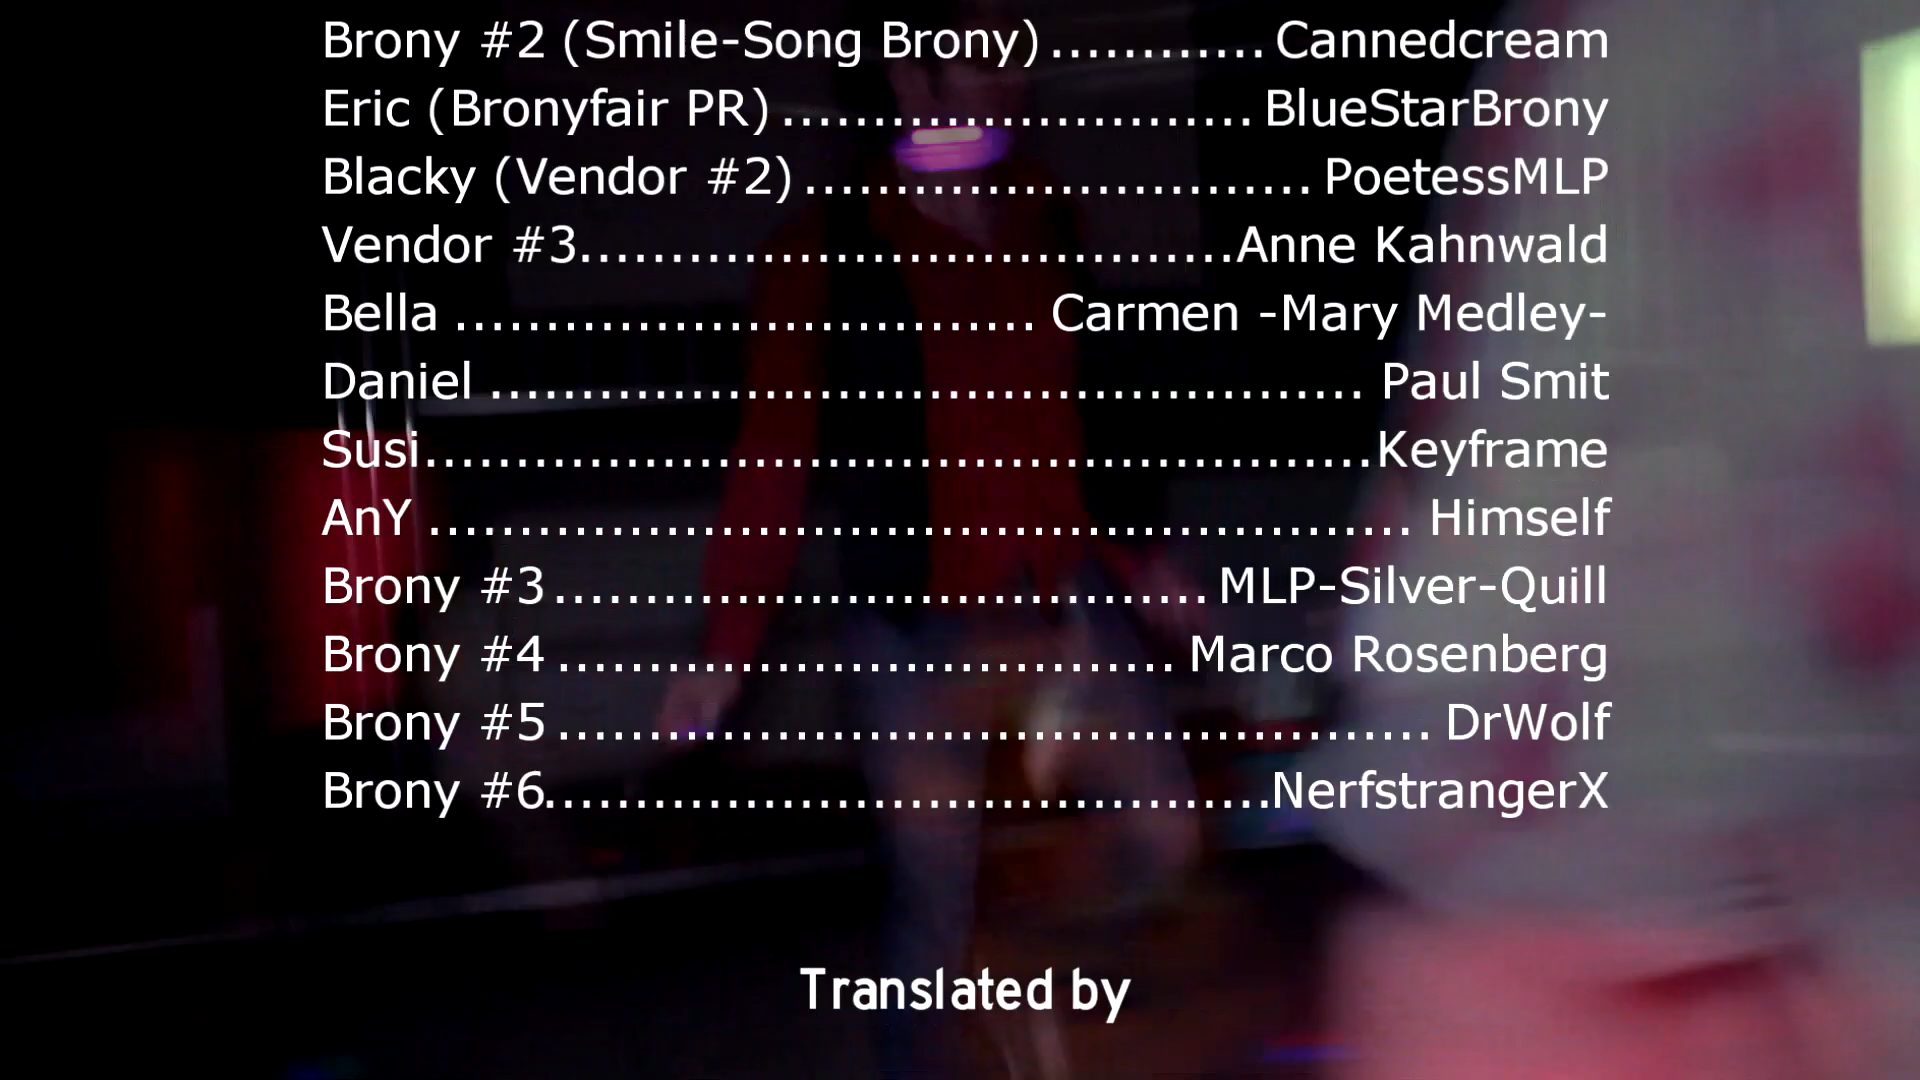 Brony #2 (Smile-Song Brony)............Cannedcream
Eric (Bronyfair PR)..........................BlueStarBrony
Blacky (Vendor #2)............................PoetessMLP
Vendor #3....................................Anne Kahnwald
Bella ................................ Carmen -Mary Medley-
Daniel ................................................ Paul Smit
Susi....................................................Keyframe
AnY ...................................................... Himself
Brony #3....................................MLP-Silver-Quill
Brony #4.................................. Marco Rosenberg
Brony #5................................................ DrWolf
Brony #6........................................NerfstrangerX
Translated by